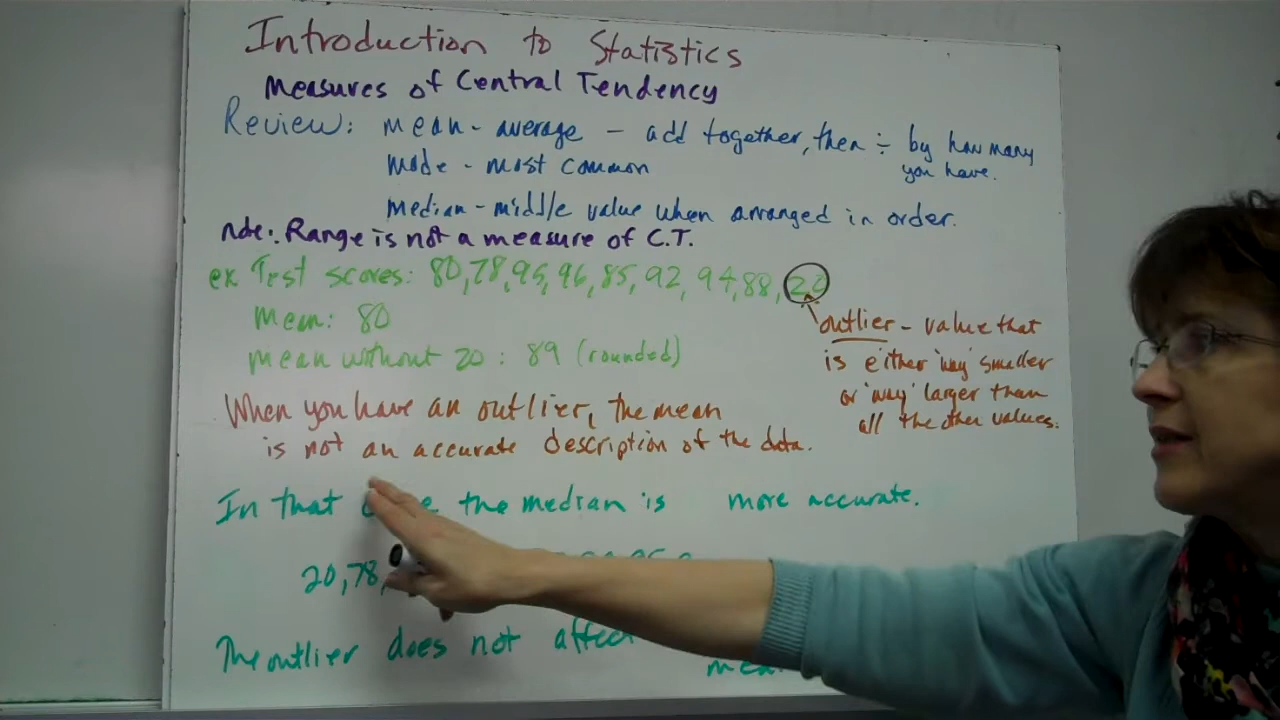 Introduction to Statistics
Measures of Central Tendency
Review: mean - average - add together, then ÷ by how many you have.
mode - most common
Median - middle value when arranged in order.
note: Range is not a measure of C.T.
ex Test scores: 80, 78, 95, 96, 85, 92, 94, 88, 20
mean: 80
outlier - value that
is either 'way' smaller
or 'way' larger than
all the other values.
mean without 20 : 89 (rounded)
When you have an outlier, the mean
is not an accurate description of the data.
In that the median is more accurate.
20, 78,
The outlier does not affect